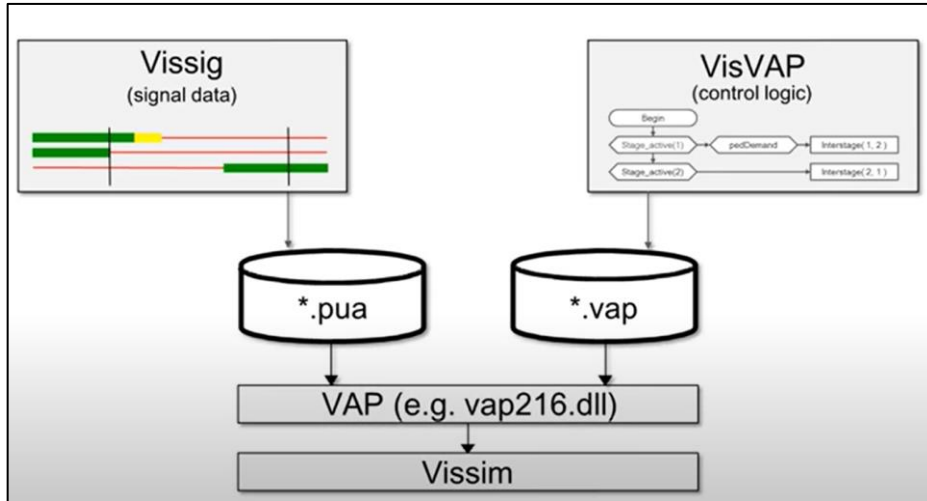 Vissig
(signal data)
VisVAP
(control logic)
Begin
Stage_active(1)
pedDemand
Interstage( 1, 2 )
Stage_active(2)
Interstage( 2, 1 )
*.pua
*.vap
VAP (e.g. vap216.dll)
Vissim